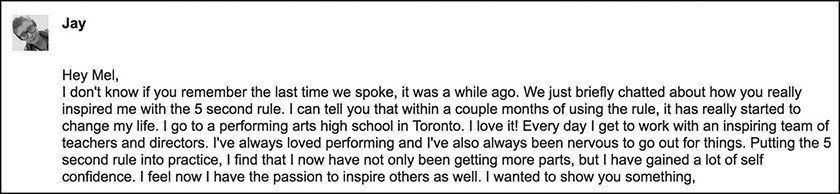 Jay
Hey Mel,
I don't know if you remember the last time we spoke, it was a while ago. We just briefly chatted about how you really
inspired me with the 5 second rule. I can tell you that within a couple months of using the rule, it has really started to
change my life. I go to a performing arts high school in Toronto. I love it! Every day I get to work with an inspiring team of
teachers and directors. I've always loved performing and I've also always been nervous to go out for things. Putting the 5
second rule into practice, I find that I now have not only been getting more parts, but I have gained a lot of self
confidence. I feel now I have the passion to inspire others as well. I wanted to show you something,